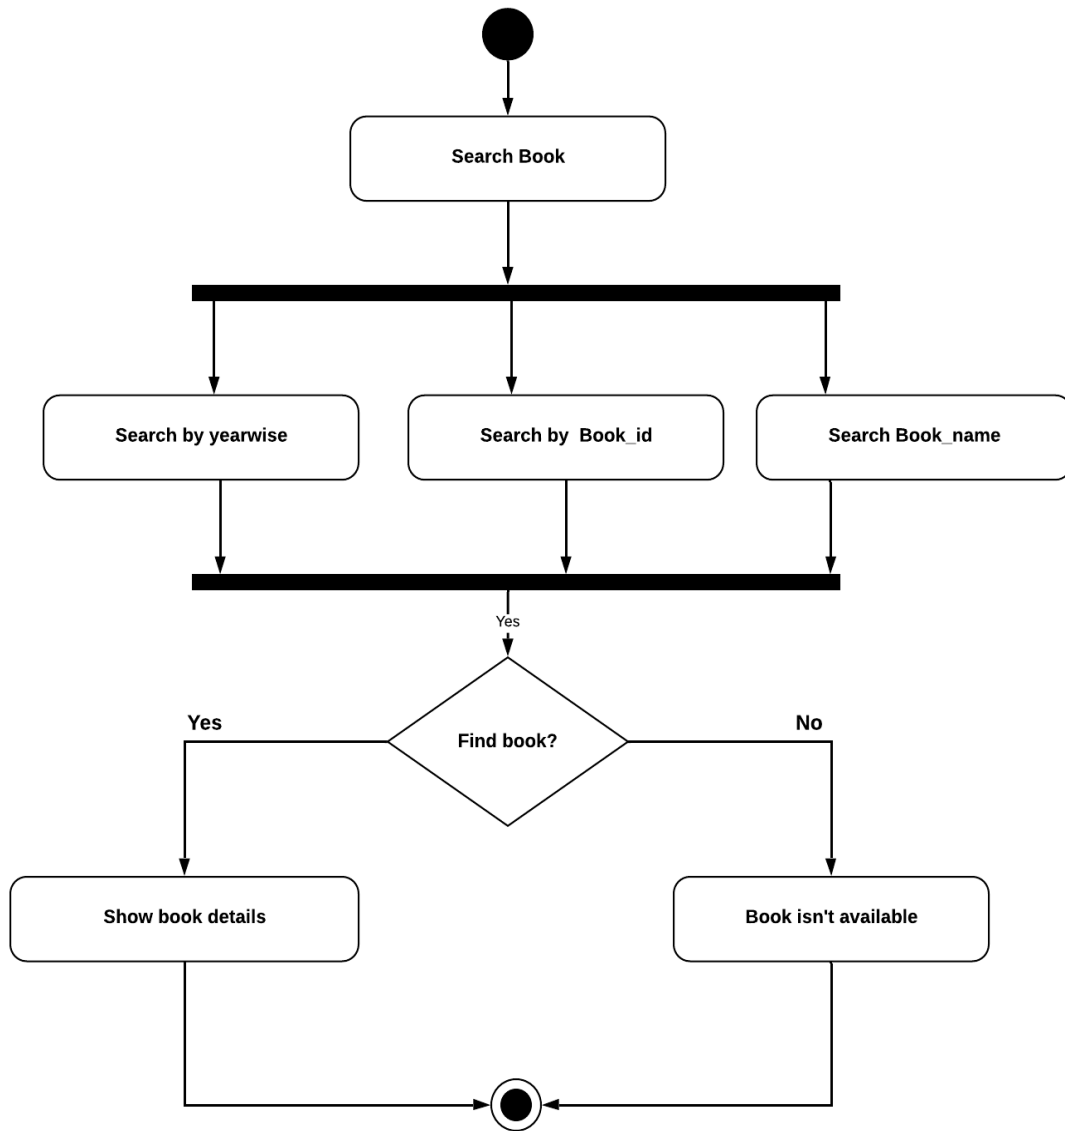 Search Book
Search by yearwise
Search by  Book_id
Search Book_name
Yes
Yes
No
Find book?
Show book details
Book isn't available